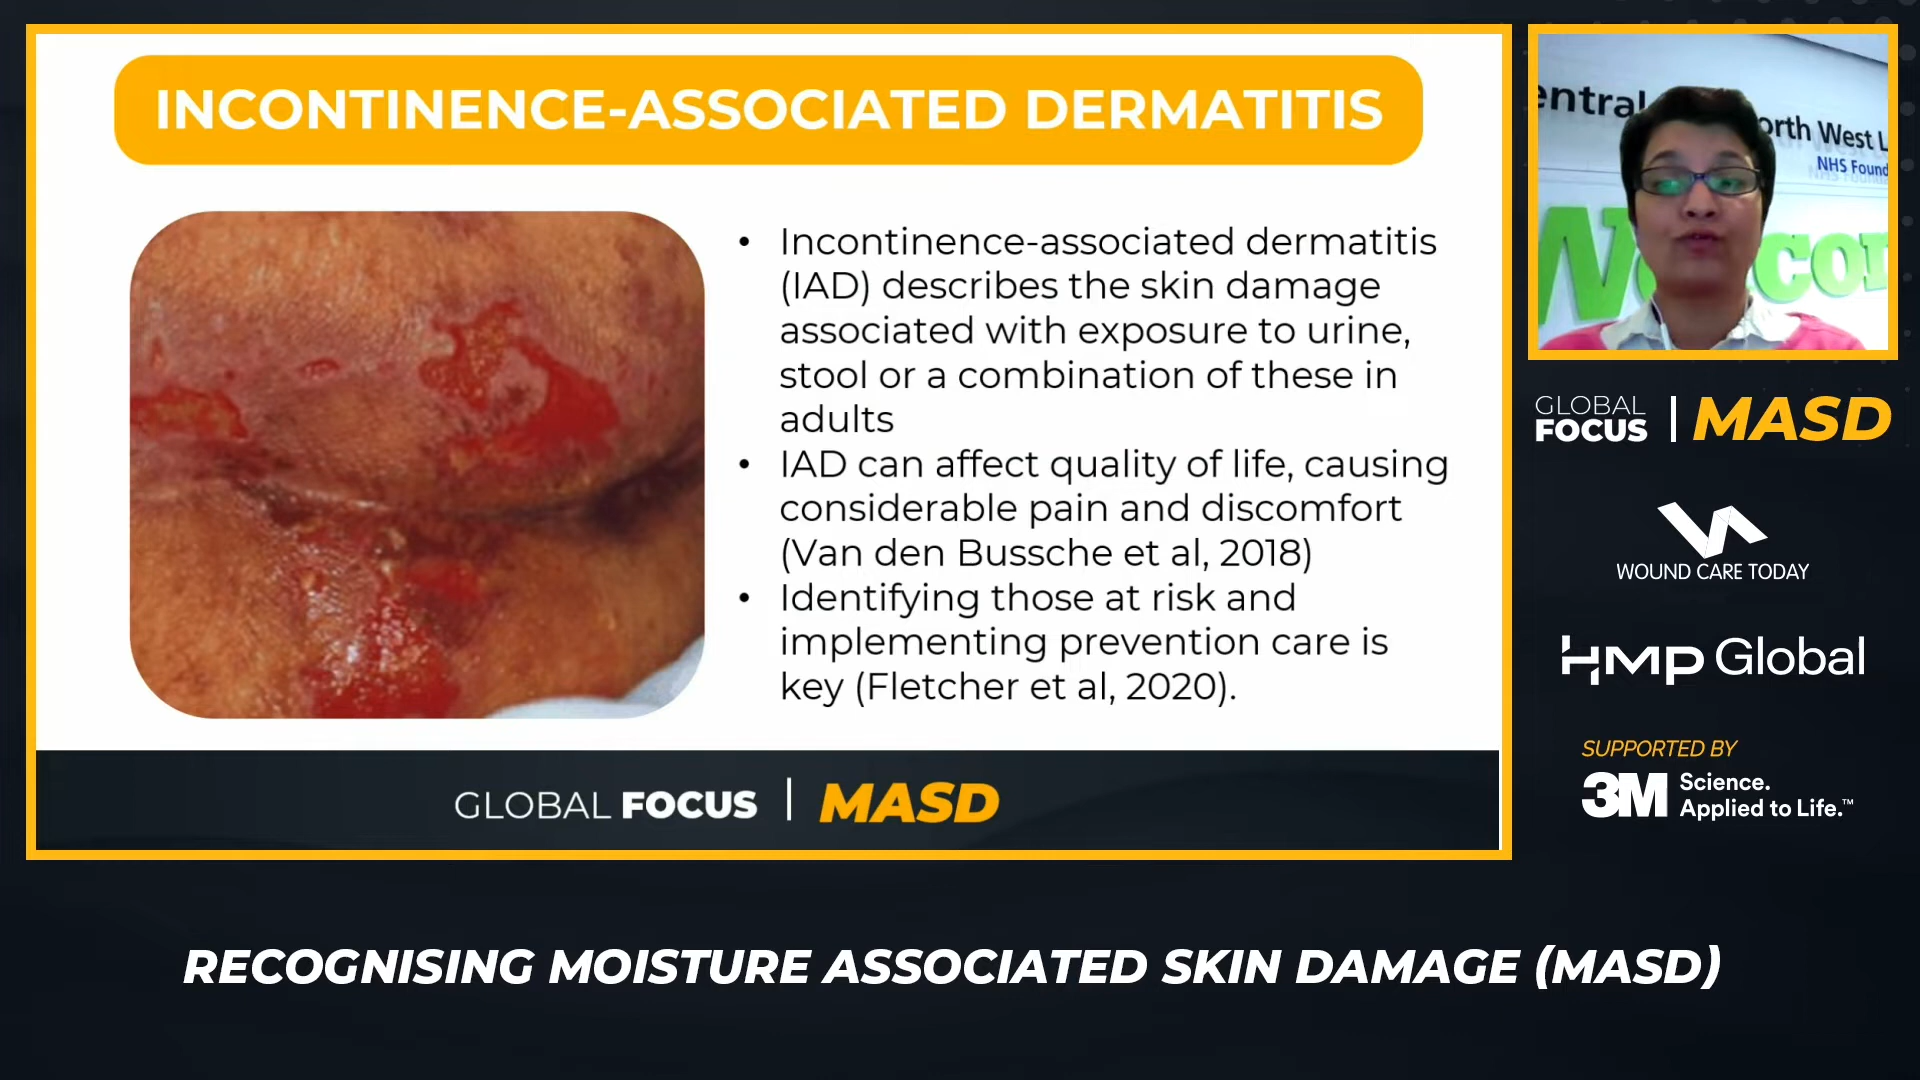 INCONTINENCE-ASSOCIATED DERMATITIS
• Incontinence-associated dermatitis
(IAD) describes the skin damage
associated with exposure to urine,
stool or a combination of these in
adults
• IAD can affect quality of life, causing
considerable pain and discomfort
(Van den Bussche et al, 2018)
• Identifying those at risk and
implementing prevention care is
key (Fletcher et al, 2020).
GLOBAL FOCUS | MASD
entral
orth West L
NHS Found
GLOBAL
FOCUS | MASD
WOUND CARE TODAY
HMP Global
SUPPORTED BY
3M Science.
Applied to Life.™
RECOGNISING MOISTURE ASSOCIATED SKIN DAMAGE (MASD)